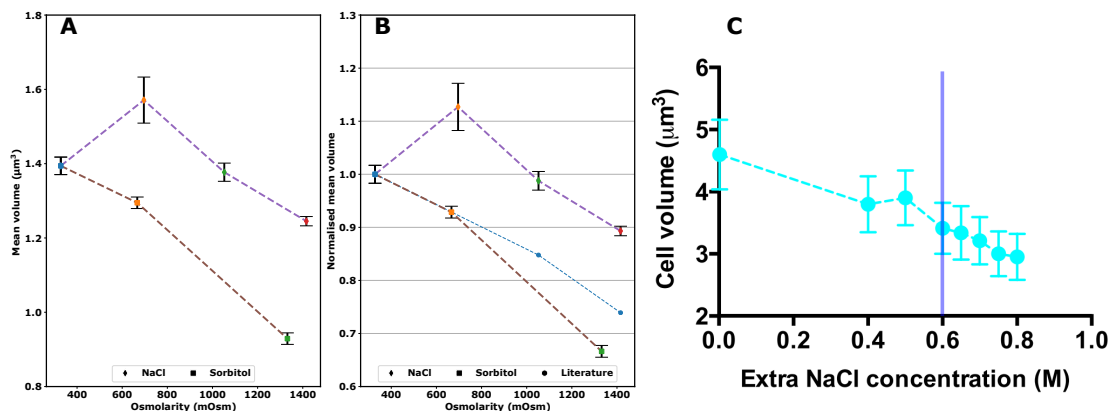 A
1.8
1.6
1.4
1.2
1.0
0.8
Mean volume (μm³)
400 600 800 1000 1200 1400
Osmolarity (mOsm)
NaCl Sorbitol
B
1.3
1.2
1.1
1.0
0.9
0.8
0.7
0.6
Normalised mean volume
400 600 800 1000 1200 1400
Osmolarity (mOsm)
NaCl Sorbitol Literature
C
6
5
4
3
2
Cell volume (μm³)
0.0 0.2 0.4 0.6 0.8 1.0
Extra NaCl concentration (M)